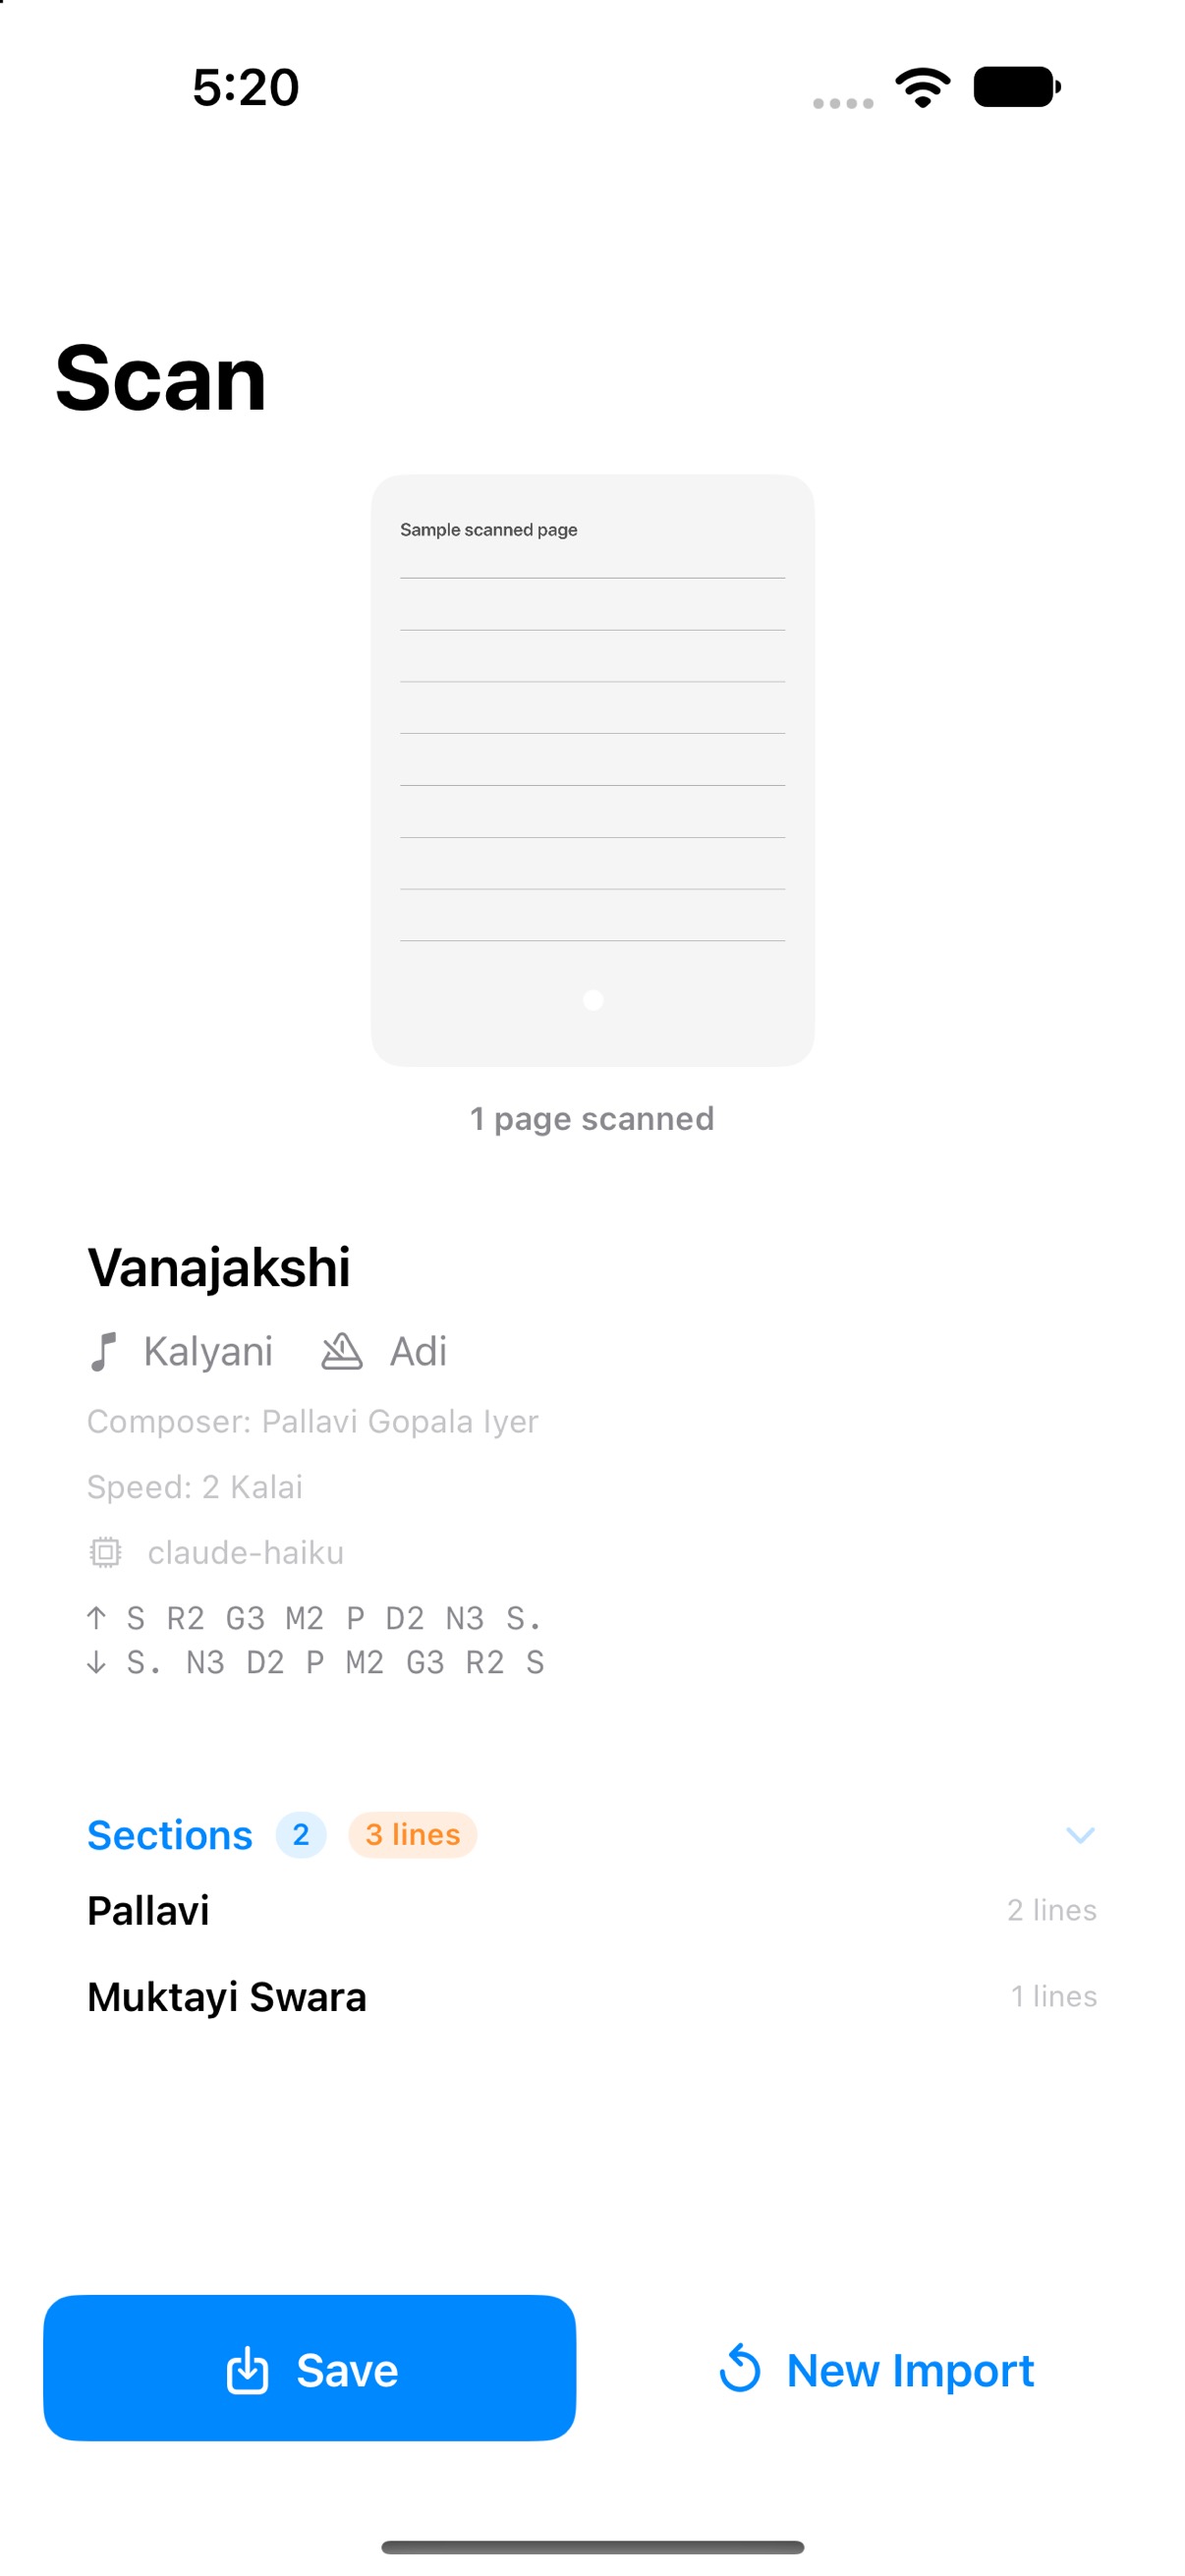 5:20
Scan
Sample scanned page
1 page scanned
Vanajakshi
Kalyani Adi
Composer: Pallavi Gopala Iyer
Speed: 2 Kalai
claude-haiku
↑ S R2 G3 M2 P D2 N3 S.
↓ S. N3 D2 P M2 G3 R2 S
Sections 2 3 lines
Pallavi 2 lines
Muktayi Swara 1 lines
Save New Import